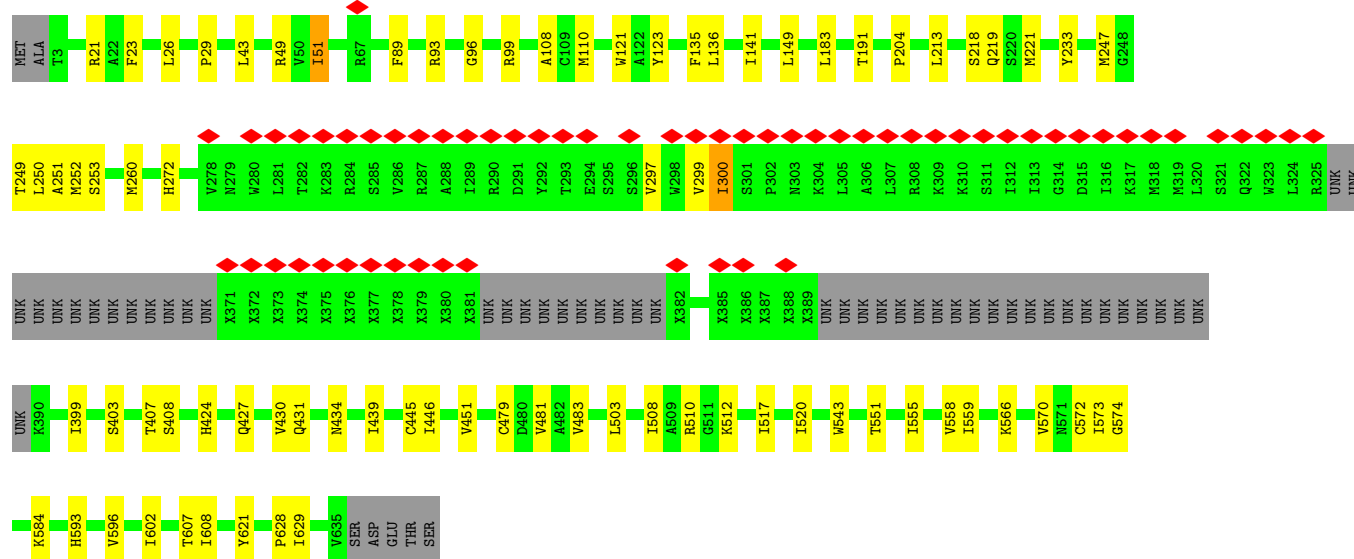 MET ALA T3 R21 A22 F23 L26 P29 L43 R49 V50 I51 R67 F89 R93 G96 R99 A108 C109 M110 W121 A122 Y123 F135 L136 I141 L149 L183 T191 P204 L213 S218 Q219 S220 M221 Y233 M247 G248
T249 L250 A251 M252 S253 M260 H272 V278 N279 W280 L281 T282 K283 R284 S285 V286 R287 A288 I289 R290 D291 Y292 T293 E294 S295 S296 V297 W298 V299 I300 S301 P302 N303 K304 L305 A306 L307 R308 K309 K310 S311 I312 I313 G314 D315 I316 K317 M318 M319 L320 S321 Q322 W323 L324 R325 UNK UNK
UNK UNK UNK UNK UNK UNK UNK UNK UNK UNK UNK X371 X372 X373 X374 X375 X376 X377 X378 X379 X380 X381 UNK UNK UNK UNK UNK UNK UNK UNK X382 X385 X386 X387 X388 X389 UNK UNK UNK UNK UNK UNK UNK UNK UNK UNK UNK UNK UNK UNK UNK UNK UNK
UNK K390 I399 S403 T407 S408 H424 Q427 V430 Q431 N434 I439 C445 I446 V451 C479 D480 V481 A482 V483 L503 I508 A509 R510 G511 K512 I517 I520 W543 T551 I555 V558 I559 K566 V570 N571 C572 I573 G574
K584 H593 V596 I602 T607 I608 Y621 P628 I629 V635 SER ASP GLU THR SER